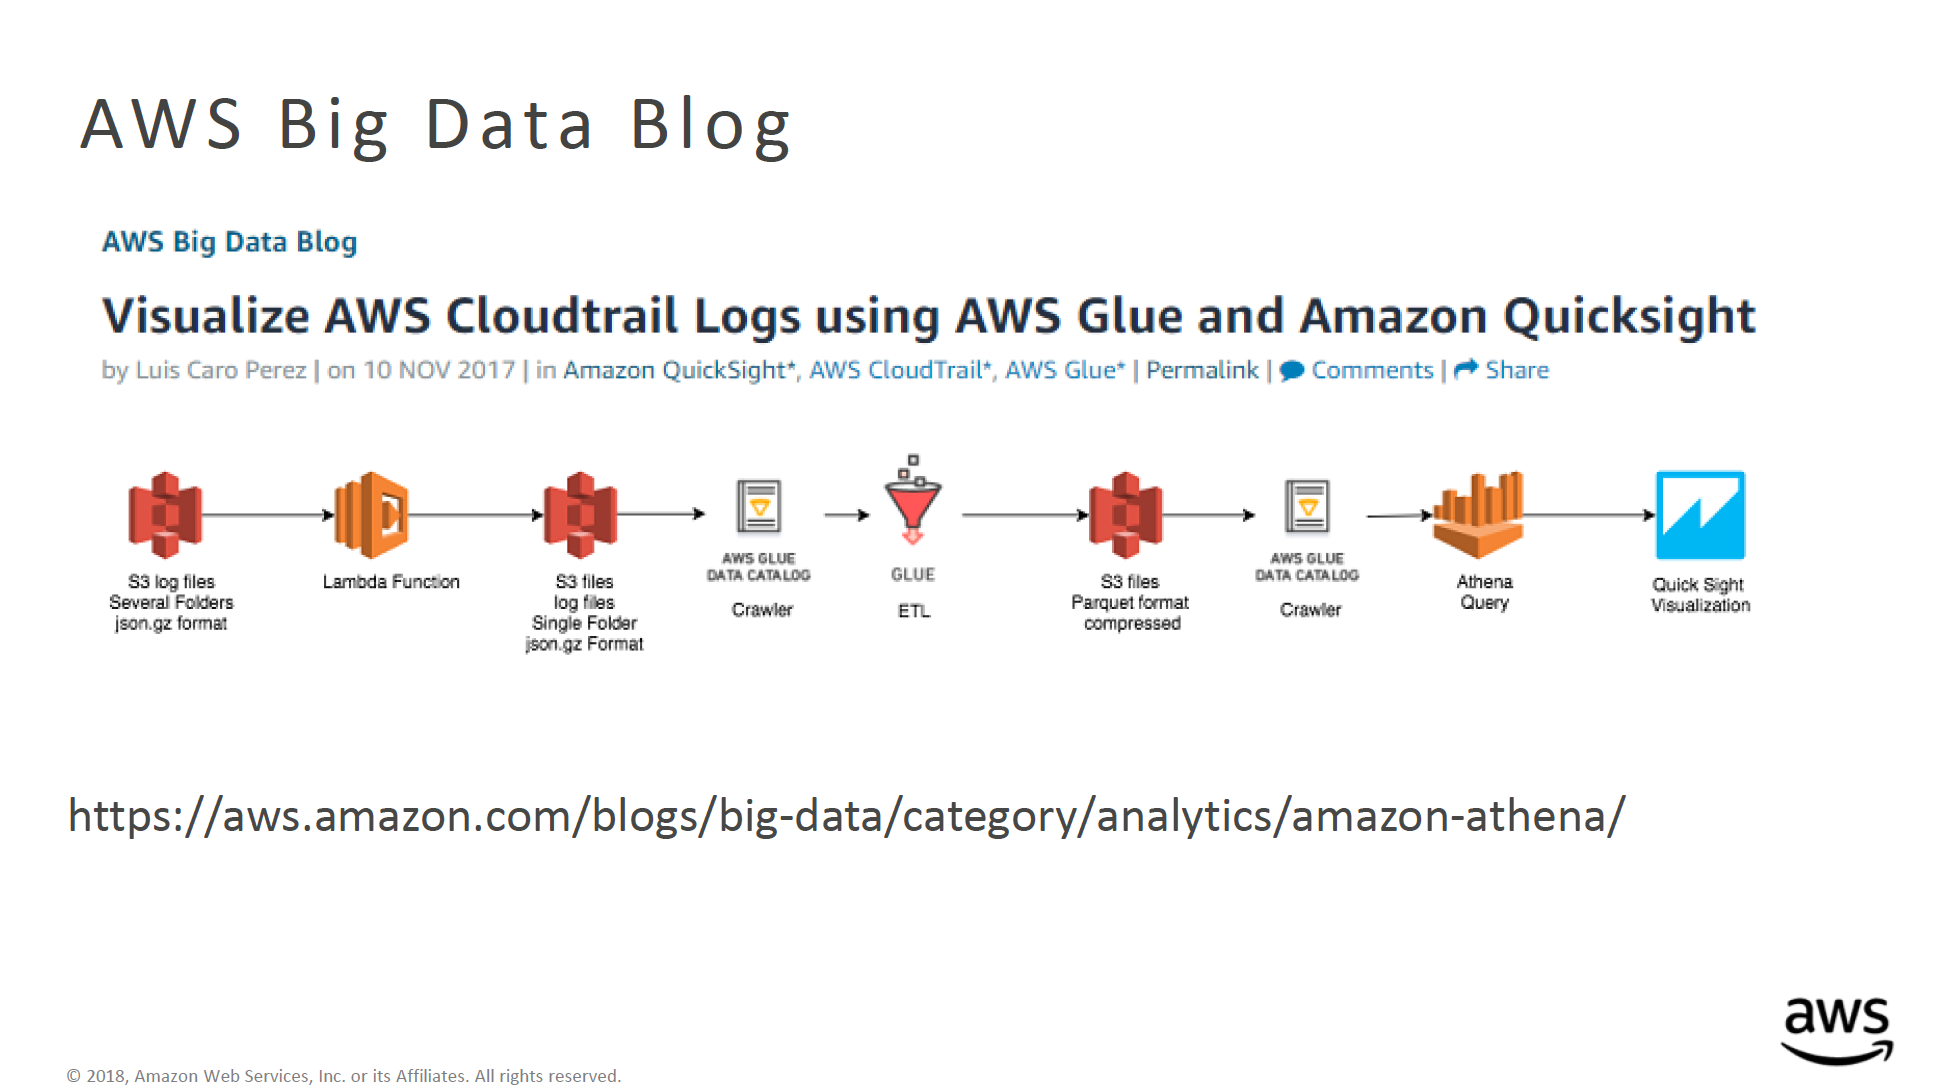 AWS Big Data Blog
AWS Big Data Blog
Visualize AWS Cloudtrail Logs using AWS Glue and Amazon Quicksight
by Luis Caro Perez | on 10 NOV 2017 | in Amazon QuickSight*, AWS CloudTrail*, AWS Glue* | Permalink | Comments | Share
S3 log files
Several Folders
json.gz format
Lambda Function
S3 files
log files
Single Folder
json.gz Format
AWS GLUE
DATA CATALOG
Crawler
GLUE
ETL
S3 files
Parquet format
compressed
AWS GLUE
DATA CATALOG
Crawler
Athena
Query
Quick Sight
Visualization
https://aws.amazon.com/blogs/big-data/category/analytics/amazon-athena/
aws
© 2018, Amazon Web Services, Inc. or its Affiliates. All rights reserved.